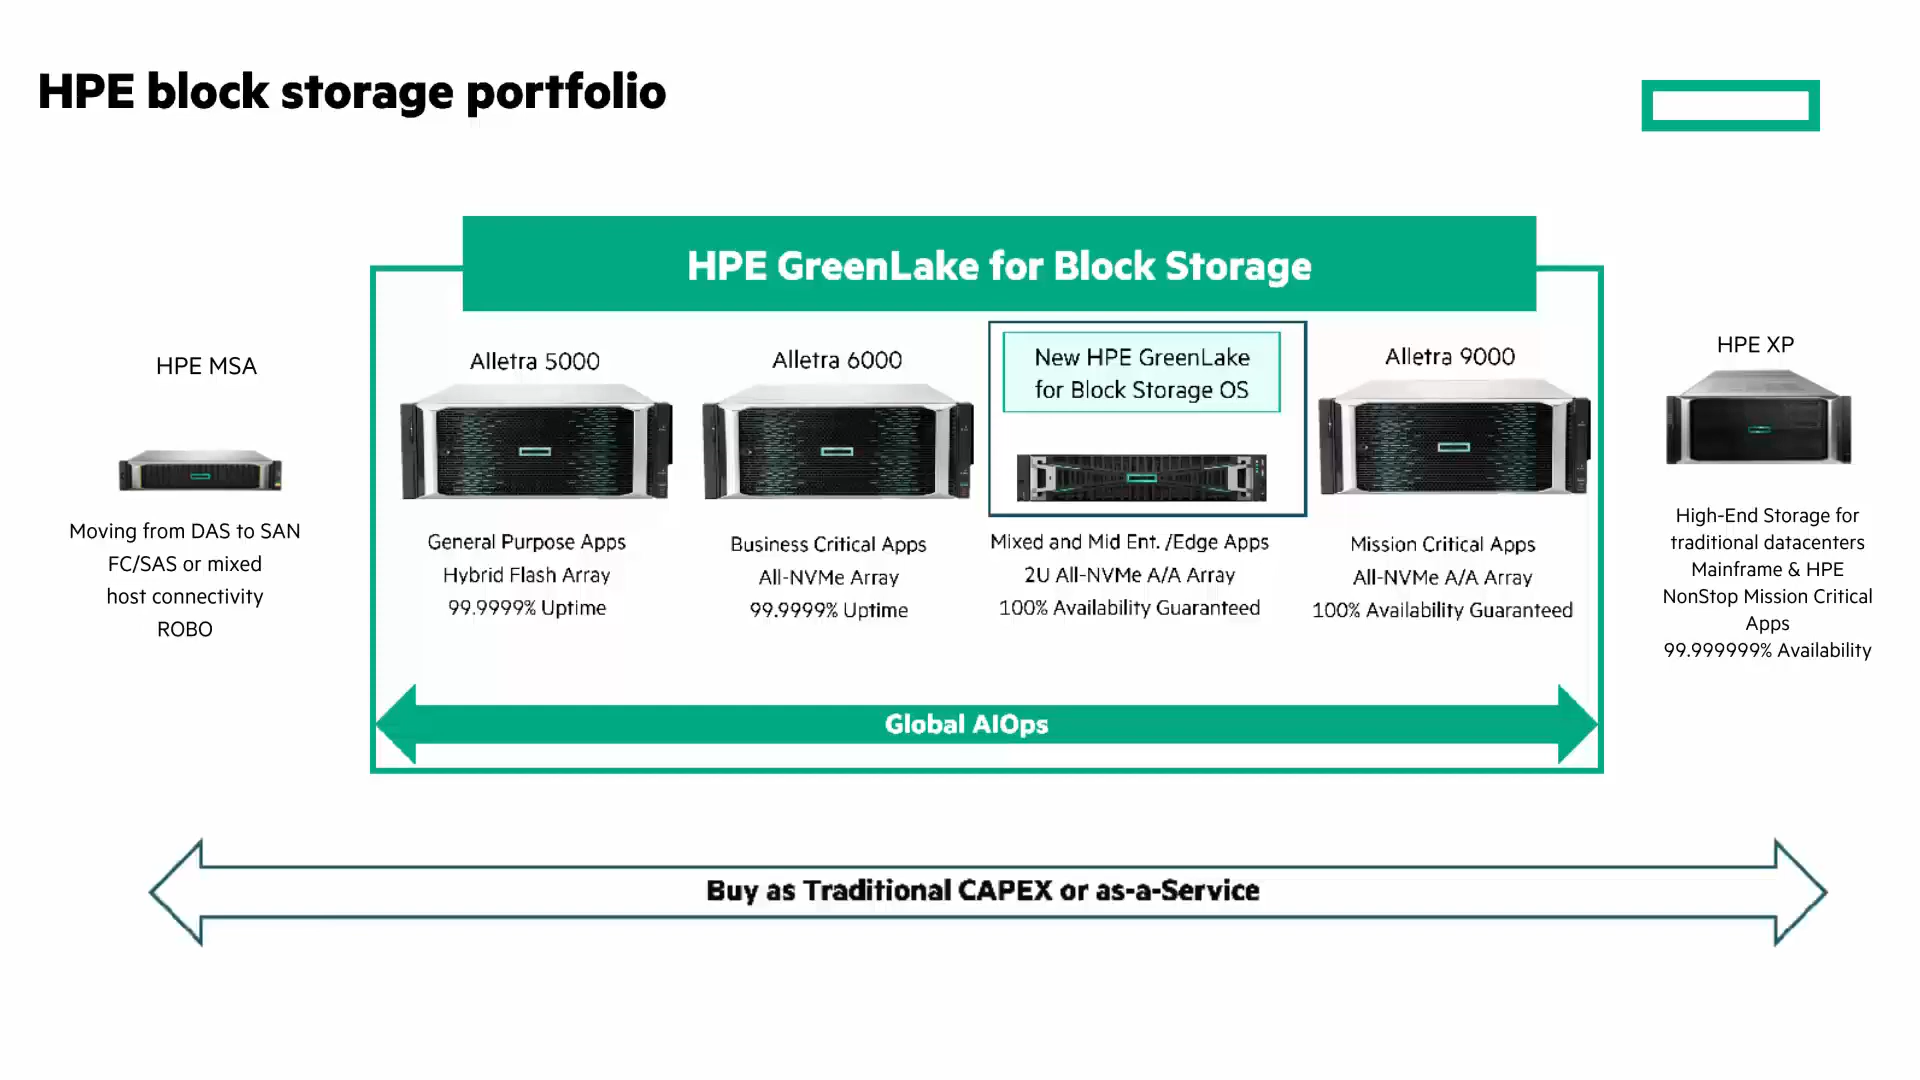 HPE block storage portfolio
HPE GreenLake for Block Storage
HPE MSA
Moving from DAS to SAN
FC/SAS or mixed
host connectivity
ROBO
Alletra 5000
General Purpose Apps
Hybrid Flash Array
99.9999% Uptime
Alletra 6000
Business Critical Apps
All-NVMe Array
99.9999% Uptime
New HPE GreenLake
for Block Storage OS
Mixed and Mid Ent. /Edge Apps
2U All-NVMe A/A Array
100% Availability Guaranteed
Alletra 9000
Mission Critical Apps
All-NVMe A/A Array
100% Availability Guaranteed
HPE XP
High-End Storage for
traditional datacenters
Mainframe & HPE
NonStop Mission Critical
Apps
99.999999% Availability
Global AIOps
Buy as Traditional CAPEX or as-a-Service